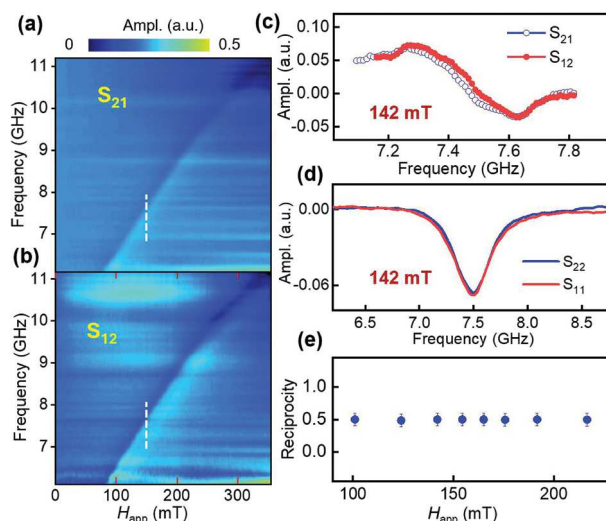 (a)
Ampl. (a.u.)
0 0.5
11
10
9
8
7
Frequency (GHz)
S21
(b)
11
10
9
8
7
Frequency (GHz)
S12
0 100 200 300
Happ (mT)
(c)
0.10
0.05
0.00
-0.05
Ampl. (a.u.)
S21
S12
142 mT
7.2 7.4 7.6 7.8
Frequency (GHz)
(d)
0.00
-0.06
Ampl. (a.u.)
142 mT
S22
S11
6.5 7.0 7.5 8.0 8.5
Frequency (GHz)
(e)
1.0
0.5
0.0
Reciprocity
100 150 200
Happ (mT)